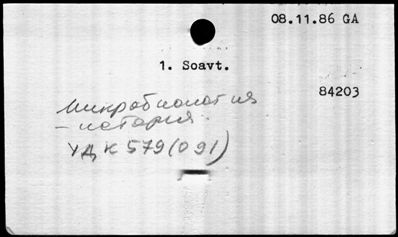 08.11.86 GA
1. Soavt.
84203
микробиология
- история.
УДК 579(091)